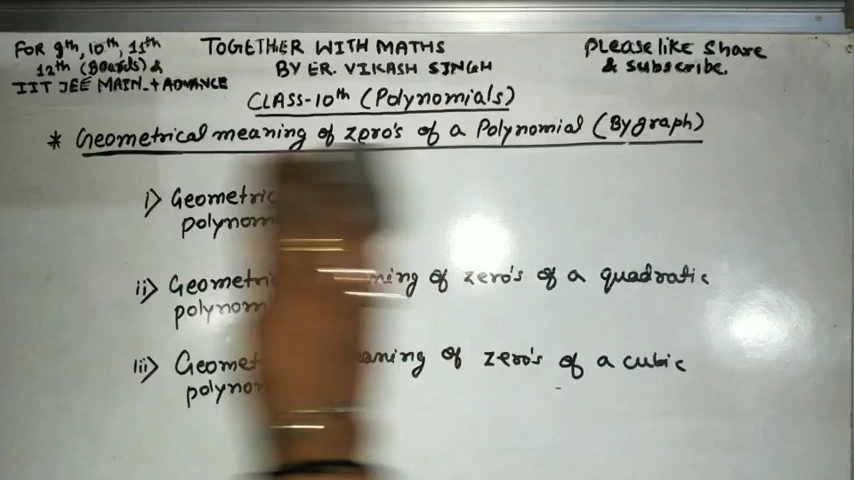 FOR 9th, 10th, 11th
12th (Boards) &
IIT JEE MAIN + ADVANCE
TOGETHER WITH MATHS
BY ER. VIKASH SINGH
PLEASE LIKE SHARE
& SUBSCRIBE.
CLASS-10th (Polynomials)
* Geometrical meaning of zero's of a Polynomial (By graph)
i) Geometric
polynom
ii) Geometri ning of zero's of a quadratic
polynom
iii) Geomet eaning of zero's of a cubic
polyno